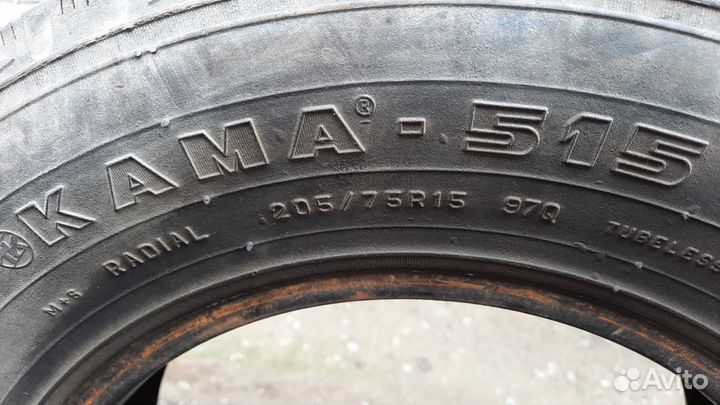 K KAMA® - 515
M+S RADIAL 205/75R15 97Q TUBELESS
Avito